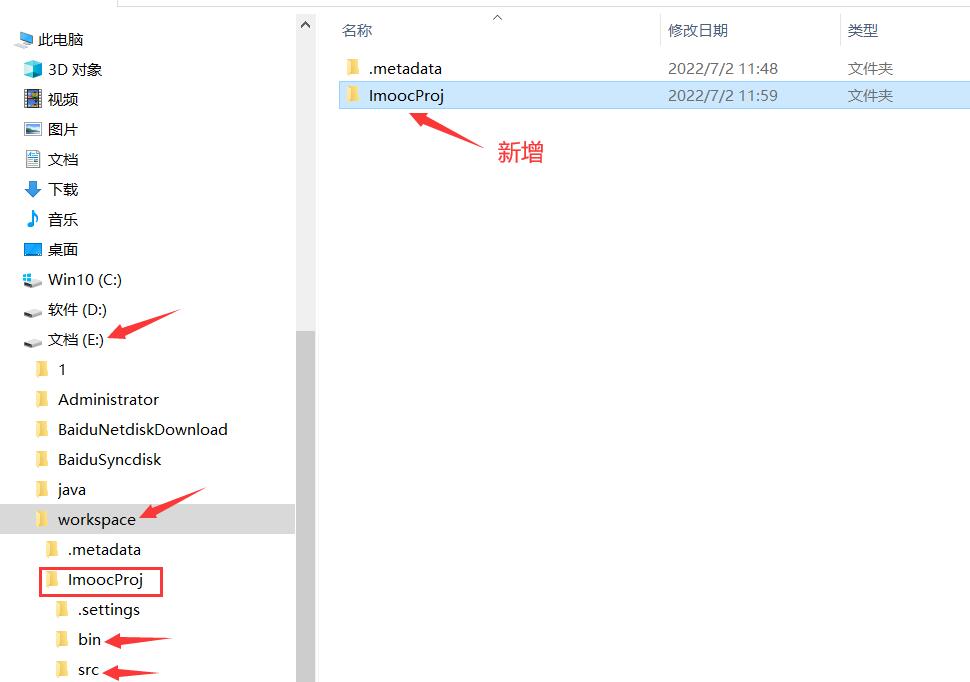 此电脑
3D 对象
视频
图片
文档
下载
音乐
桌面
Win10 (C:)
软件 (D:)
文档 (E:)
1
Administrator
BaiduNetdiskDownload
BaiduSyncdisk
java
workspace
.metadata
ImoocProj
.settings
bin
src
名称 修改日期 类型
.metadata 2022/7/2 11:48 文件夹
ImoocProj 2022/7/2 11:59 文件夹
新增